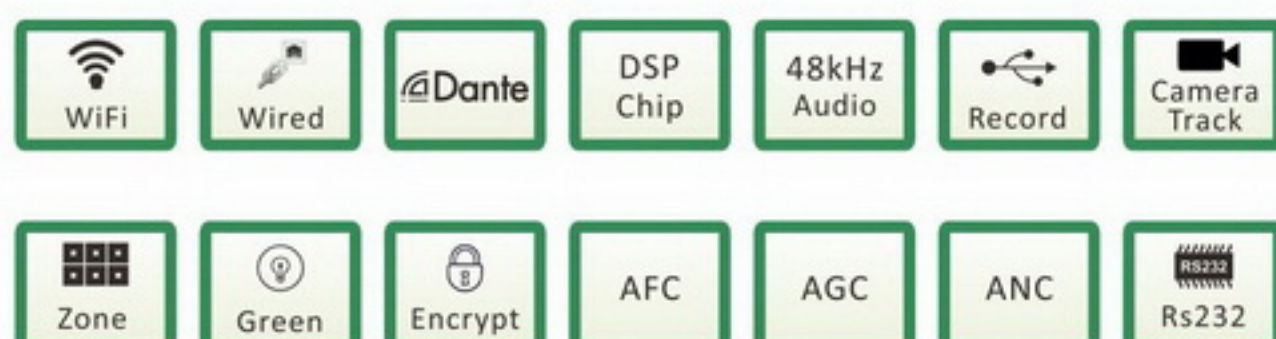 WiFi
Wired
Dante
DSP
Chip
48kHz
Audio
Record
Camera
Track
Zone
Green
Encrypt
AFC
AGC
ANC
RS232
Rs232